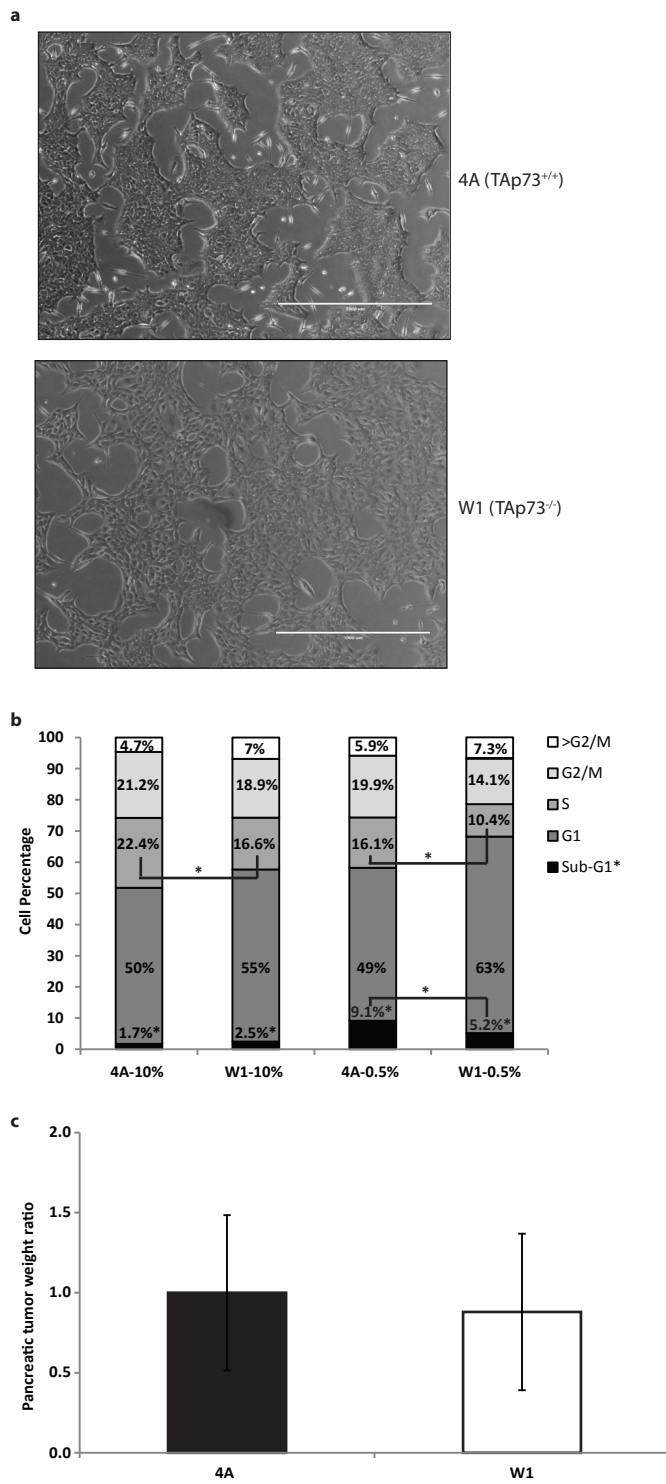 a
4A (TAp73+/+)
1000 um
W1 (TAp73-/-)
1000 um
b
Cell Percentage
100
90
80
70
60
50
40
30
20
10
0
4.7%
21.2%
22.4%
50%
1.7%*
7%
18.9%
16.6%
55%
2.5%*
5.9%
19.9%
16.1%
49%
9.1%*
7.3%
14.1%
10.4%
63%
5.2%*
*
*
*
4A-10%
W1-10%
4A-0.5%
W1-0.5%
>G2/M
G2/M
S
G1
Sub-G1*
c
Pancreatic tumor weight ratio
2.0
1.5
1.0
0.5
0.0
4A
W1